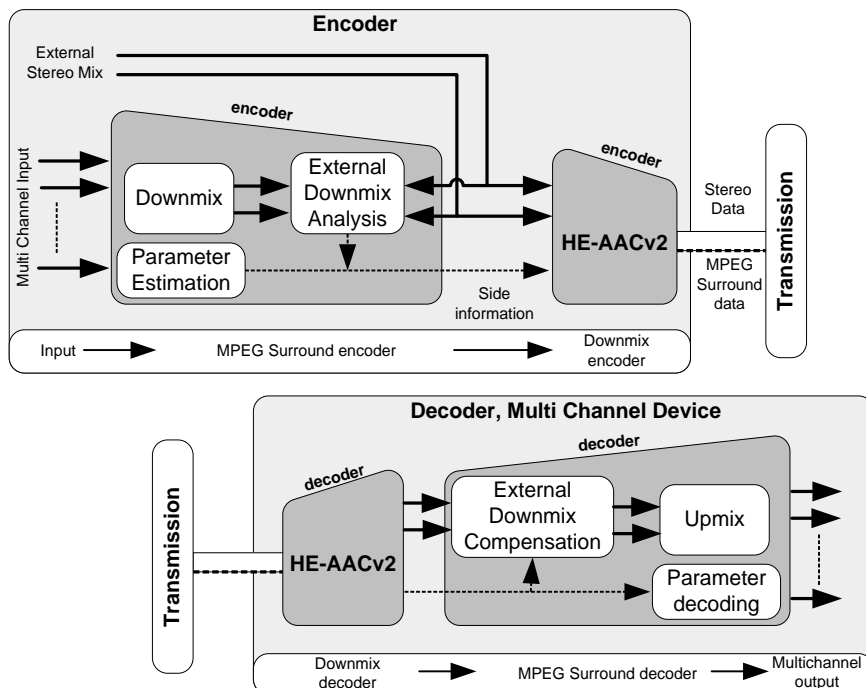 Encoder
External
Stereo Mix
encoder
encoder
Multi Channel Input
Downmix
External
Downmix
Analysis
Parameter
Estimation
HE-AACv2
Stereo
Data
MPEG
Surround
data
Transmission
Side
information
Input
MPEG Surround encoder
Downmix
encoder
Decoder, Multi Channel Device
decoder
decoder
Transmission
HE-AACv2
External
Downmix
Compensation
Upmix
Parameter
decoding
Downmix
decoder
MPEG Surround decoder
Multichannel
output